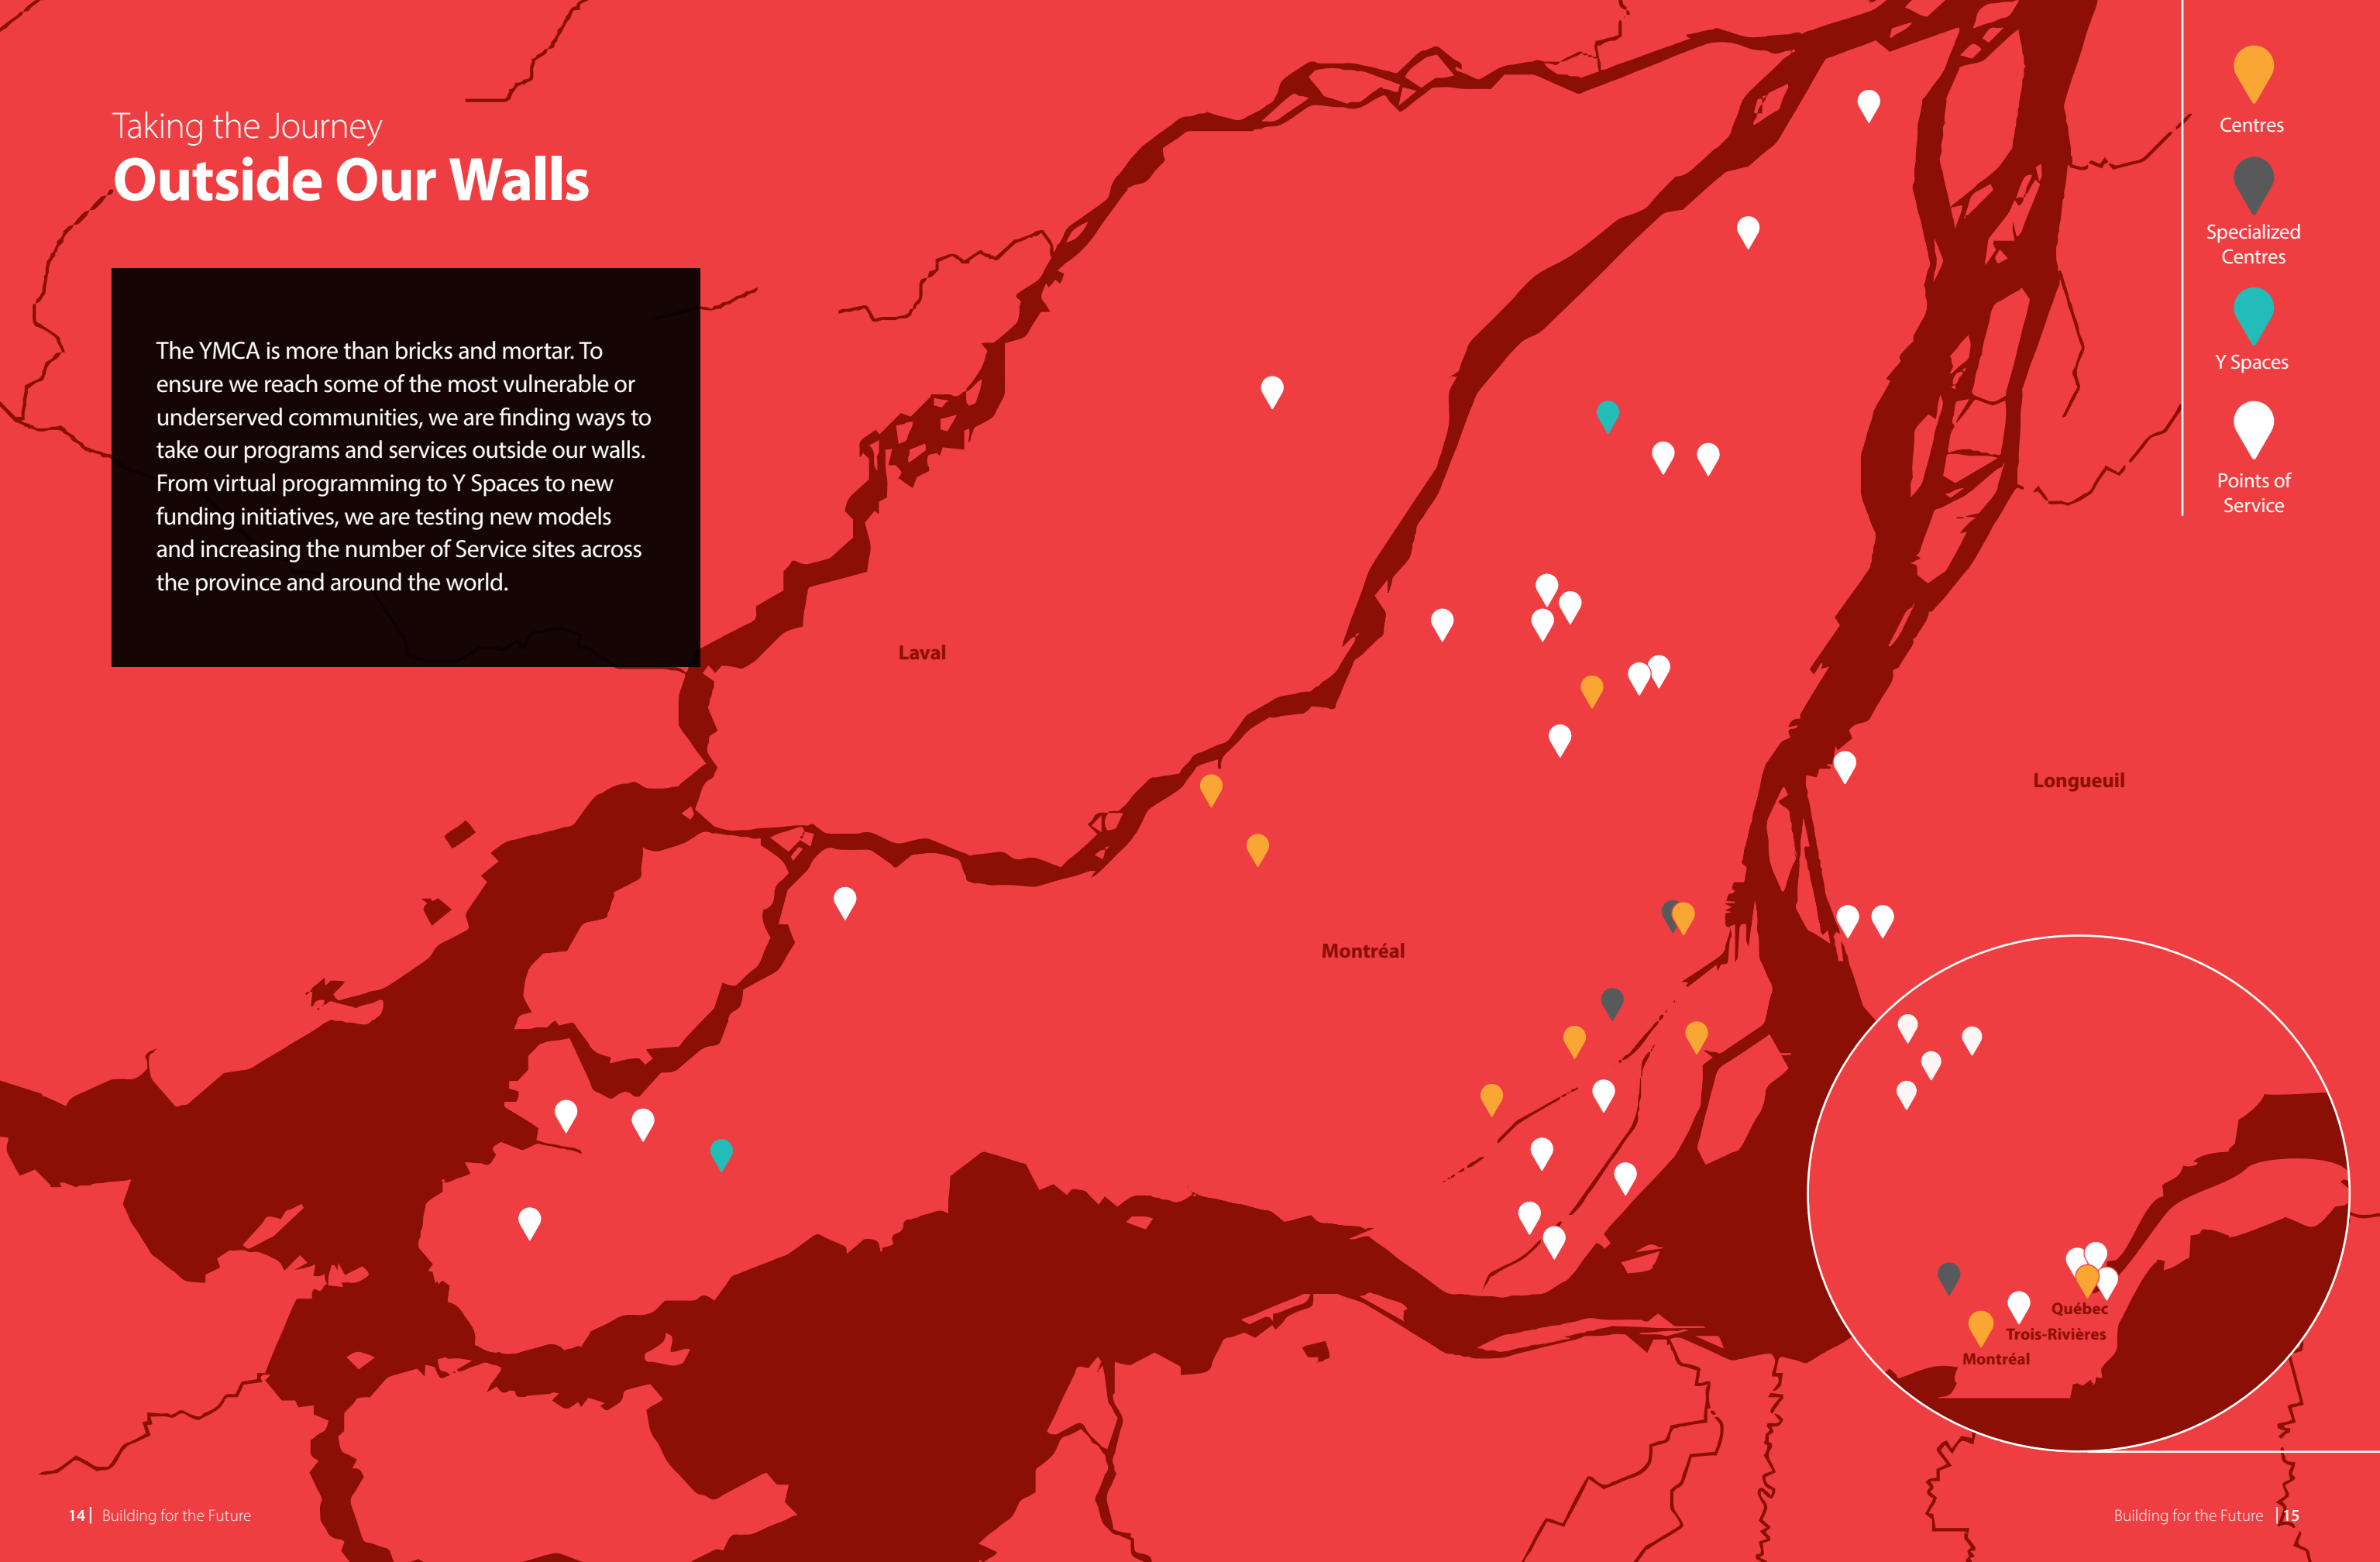 Taking the Journey
Outside Our Walls
The YMCA is more than bricks and mortar. To
ensure we reach some of the most vulnerable or
underserved communities, we are finding ways to
take our programs and services outside our walls.
From virtual programming to Y Spaces to new
funding initiatives, we are testing new models
and increasing the number of Service sites across
the province and around the world.
Centres
Specialized
Centres
Y Spaces
Points of
Service
Laval
Longueuil
Montréal
Québec
Trois-Rivières
Montréal
14 | Building for the Future
Building for the Future | 15